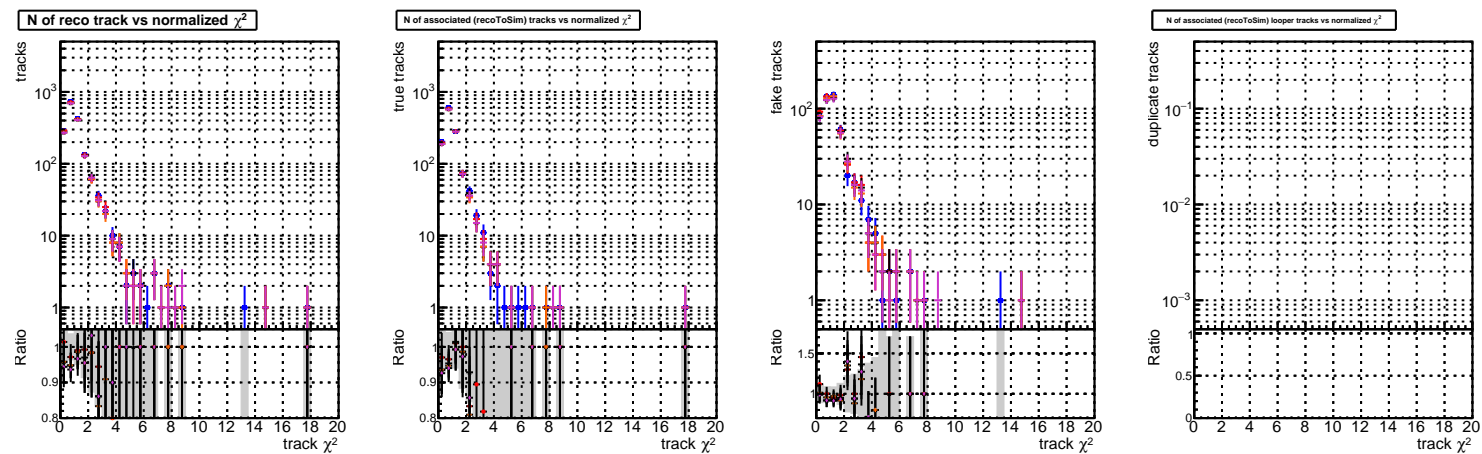 N of reco track vs normalized χ²
tracks
10³
10²
10
1
Ratio
1
0.9
0.8
0 2 4 6 8 10 12 14 16 18 20
track χ²
N of associated (recoToSim) tracks vs normalized χ²
true tracks
10³
10²
10
1
Ratio
1
0.9
0.8
0 2 4 6 8 10 12 14 16 18 20
track χ²
fake tracks
10²
10
1
Ratio
1.5
1
0 2 4 6 8 10 12 14 16 18 20
track χ²
N of associated (recoToSim) looper tracks vs normalized χ²
duplicate tracks
10⁻¹
10⁻²
10⁻³
Ratio
1
0.5
0
0 2 4 6 8 10 12 14 16 18 20
track χ²